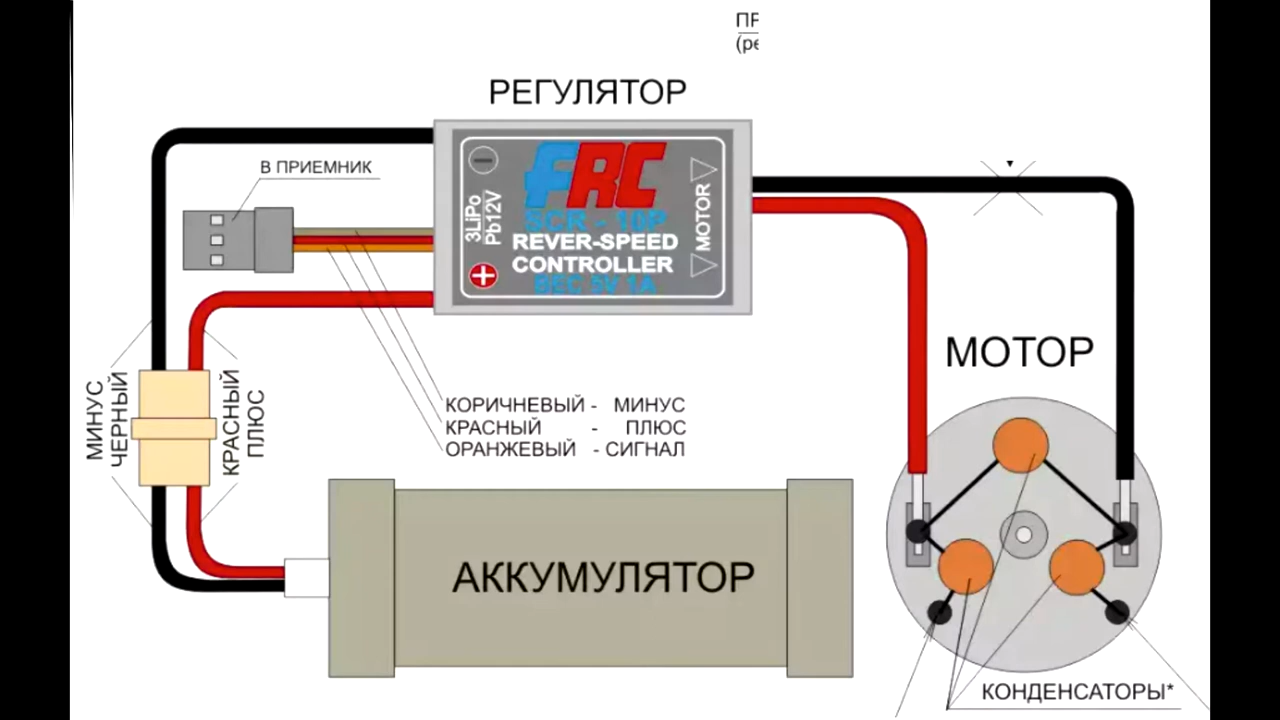 РЕГУЛЯТОР
В ПРИЕМНИК
3LiPo
Pb12V
FRC
SCR - 10P
REVER-SPEED
CONTROLLER
BEC 5V 1A
MOTOR
МОТОР
МИНУС
ЧЕРНЫЙ
КРАСНЫЙ
ПЛЮС
КОРИЧНЕВЫЙ - МИНУС
КРАСНЫЙ - ПЛЮС
ОРАНЖЕВЫЙ - СИГНАЛ
АККУМУЛЯТОР
КОНДЕНСАТОРЫ*